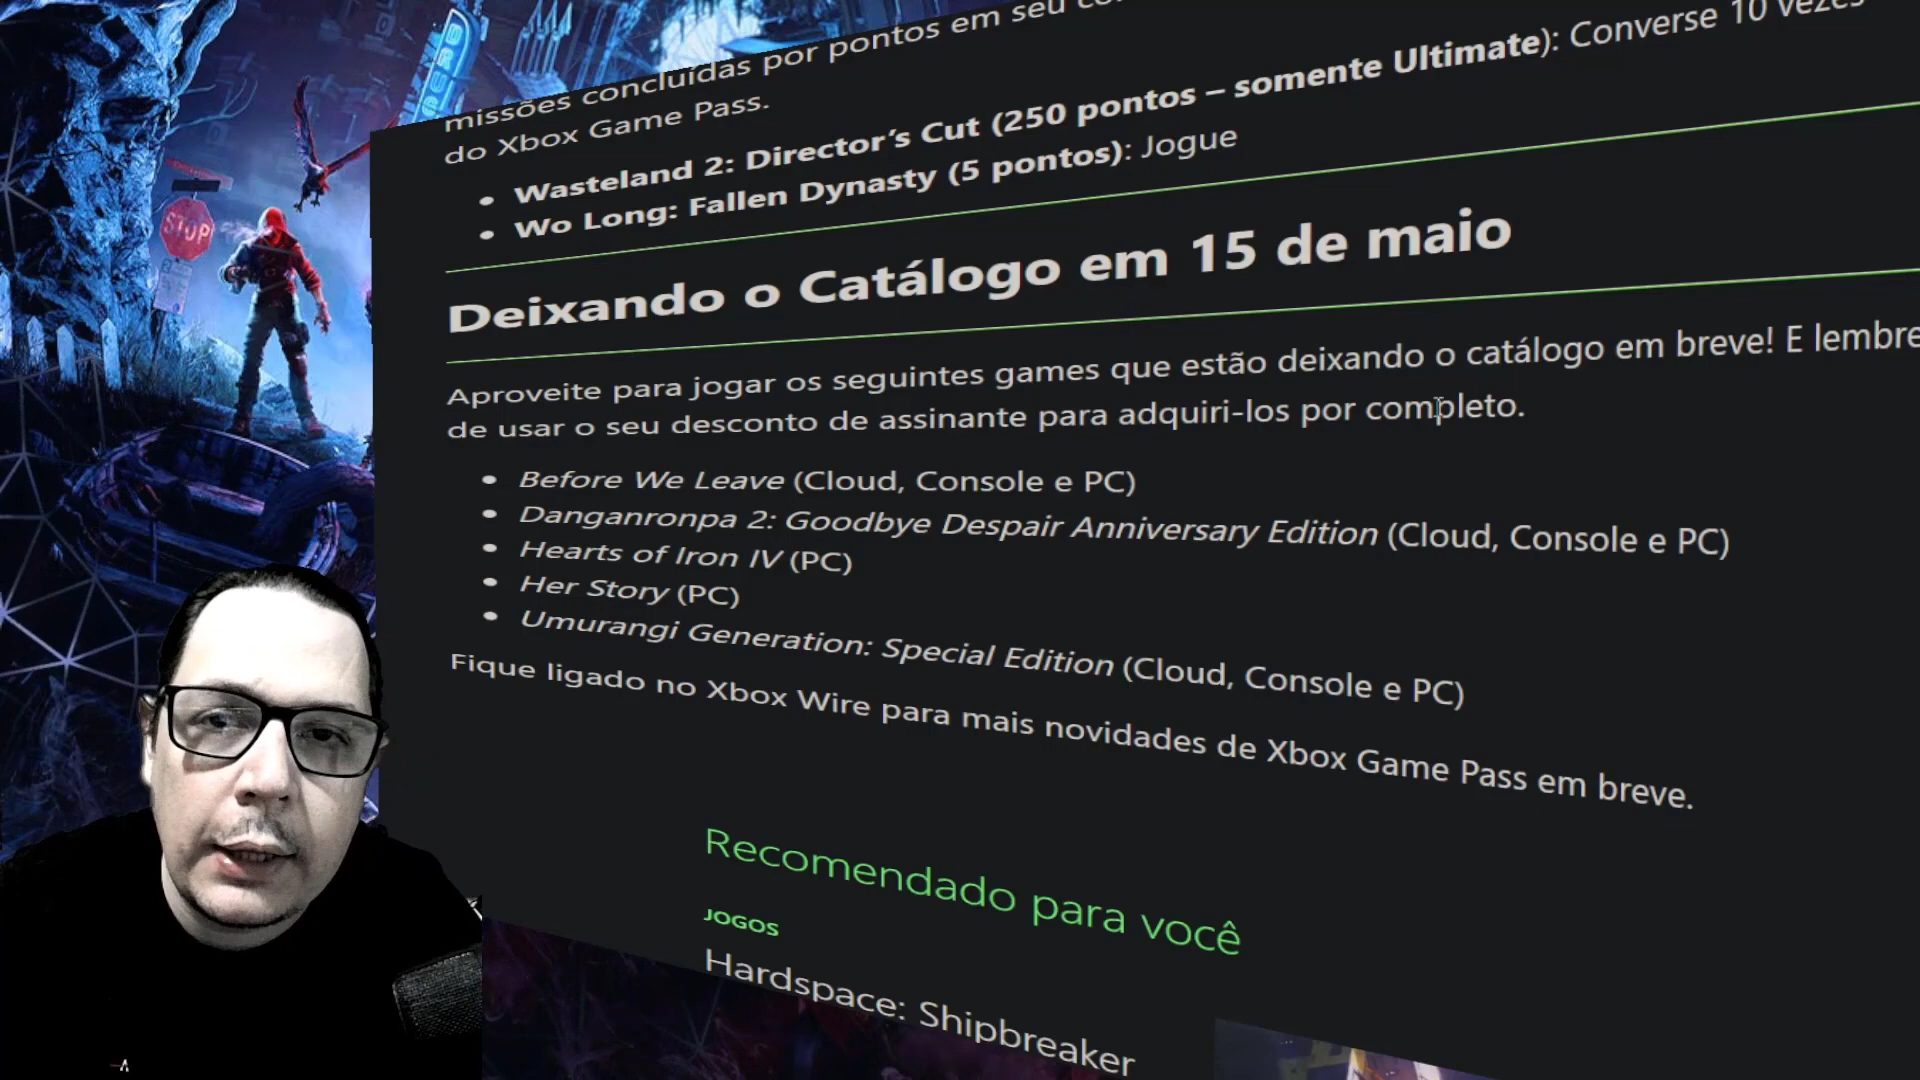 missões concluídas por pontos em seu
do Xbox Game Pass.
• Wasteland 2: Director's Cut (250 pontos – somente Ultimate): Converse 10 vezes
• Wo Long: Fallen Dynasty (5 pontos): Jogue
Deixando o Catálogo em 15 de maio
Aproveite para jogar os seguintes games que estão deixando o catálogo em breve! E lembre
de usar o seu desconto de assinante para adquiri-los por completo.
• Before We Leave (Cloud, Console e PC)
• Danganronpa 2: Goodbye Despair Anniversary Edition (Cloud, Console e PC)
• Hearts of Iron IV (PC)
• Her Story (PC)
• Umurangi Generation: Special Edition (Cloud, Console e PC)
Fique ligado no Xbox Wire para mais novidades de Xbox Game Pass em breve.
Recomendado para você
JOGOS
Hardspace: Shipbreaker
STOP